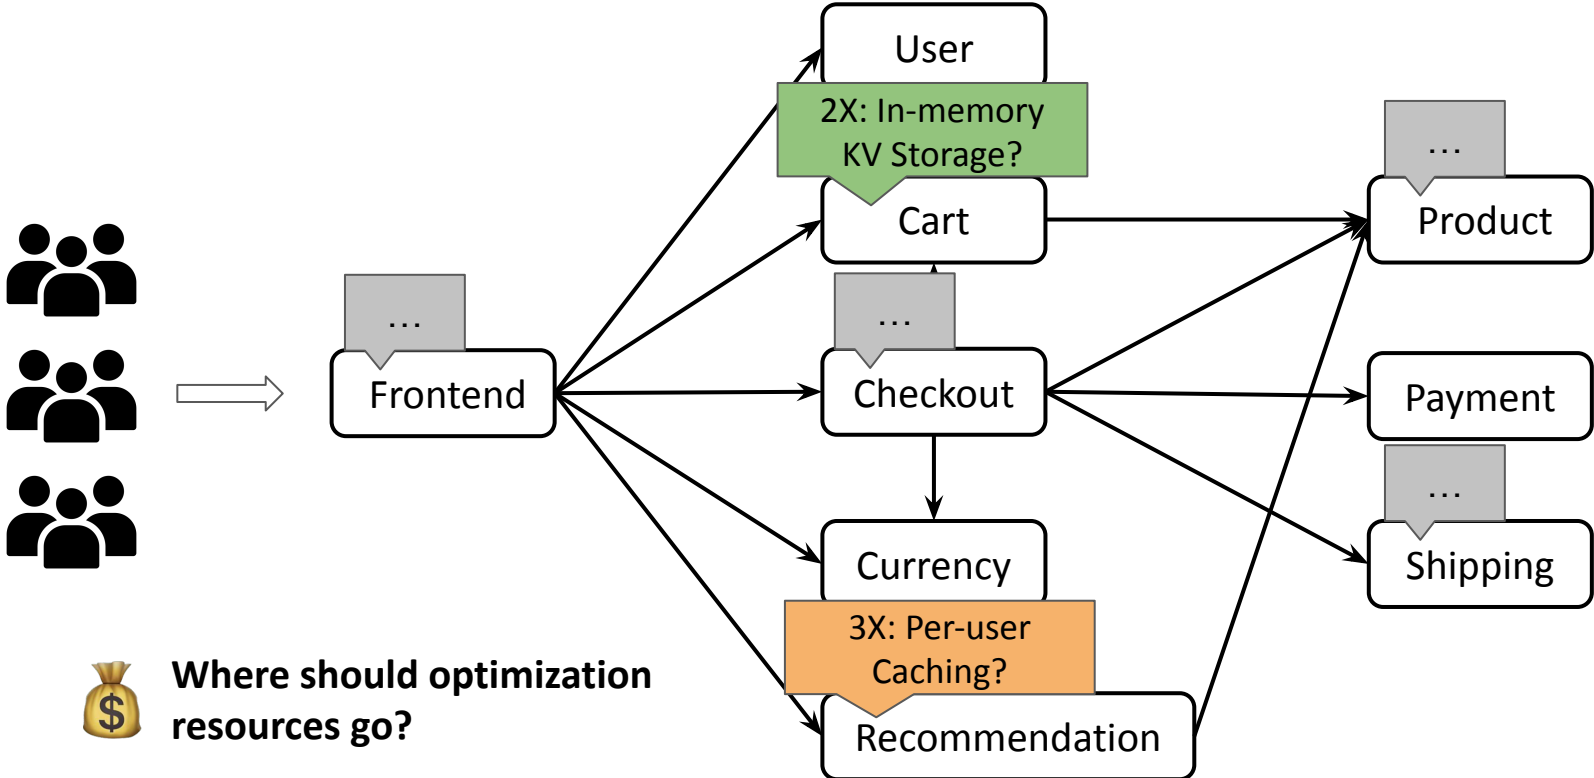 User
2X: In-memory
KV Storage?
...
Cart
Product
...
...
Frontend
Checkout
Payment
...
Currency
Shipping
3X: Per-user
Caching?
Where should optimization
resources go?
$
Recommendation